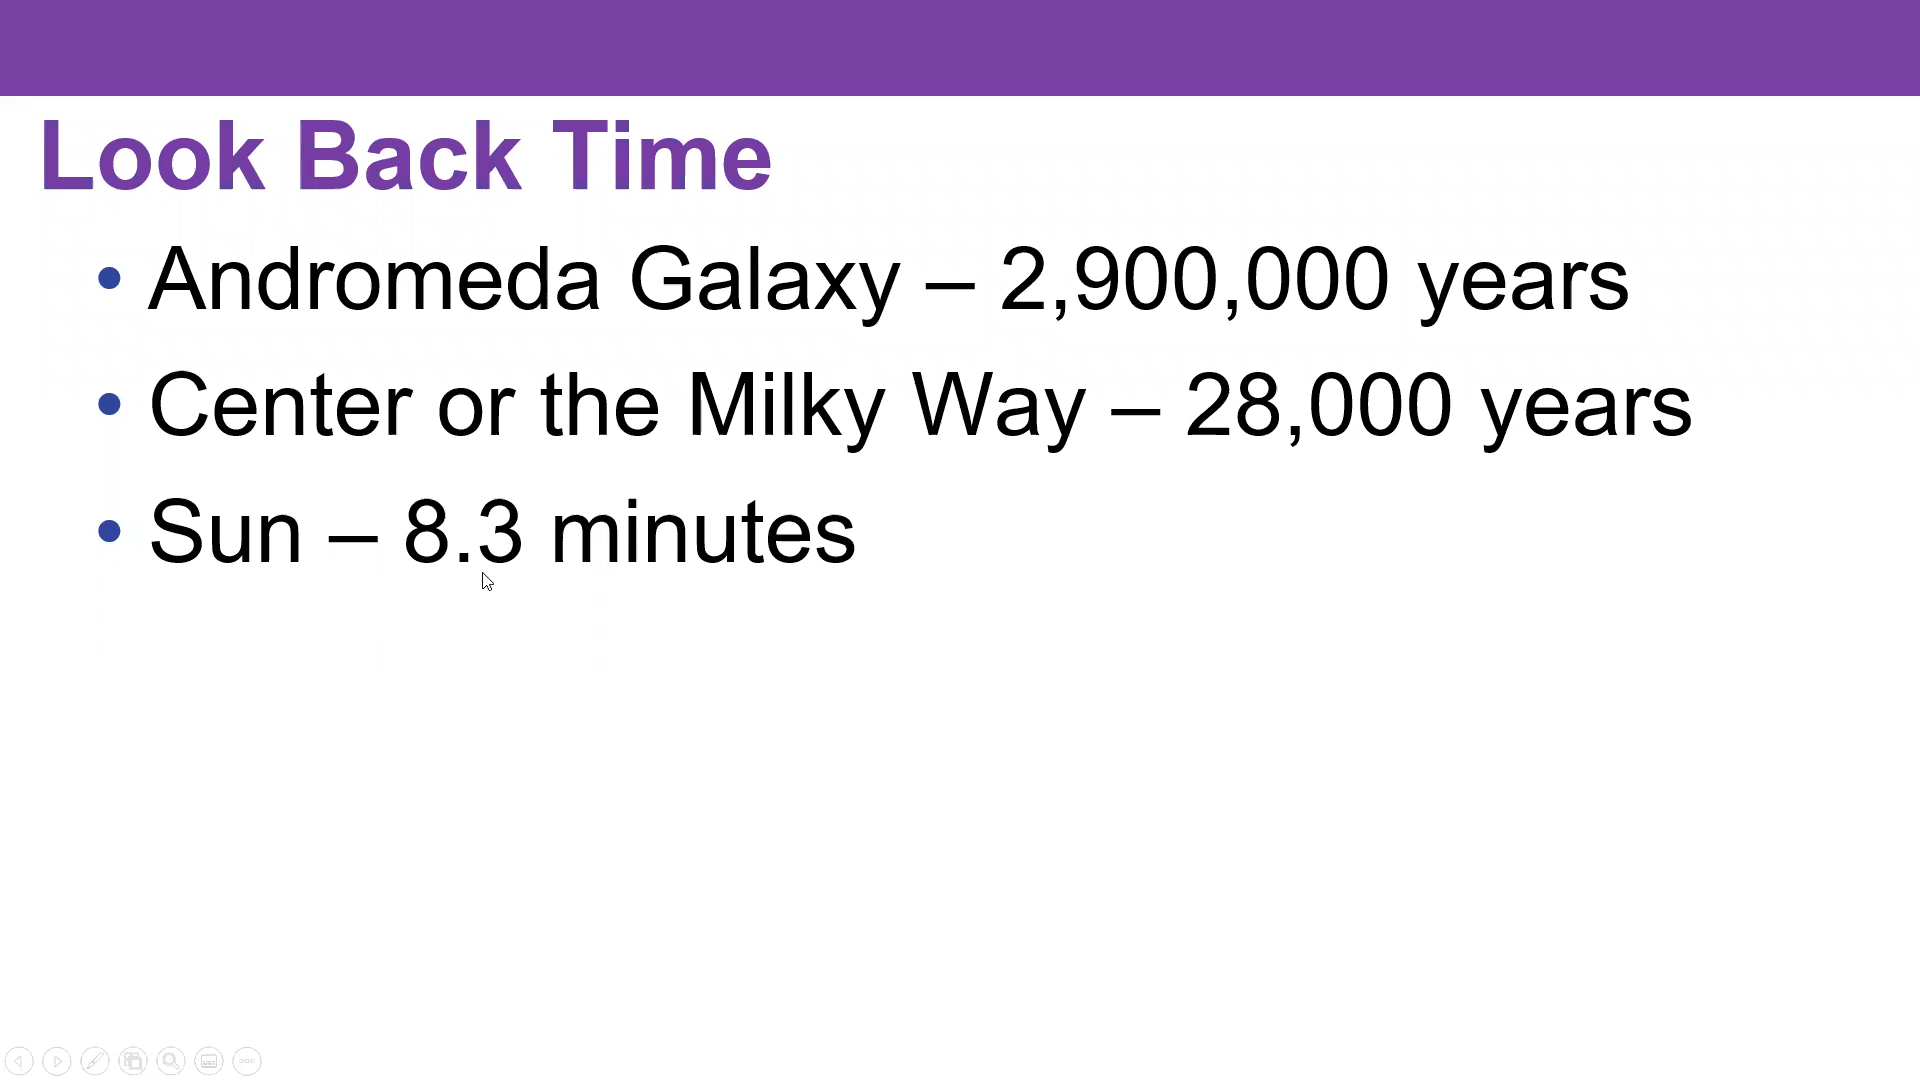 Look Back Time
• Andromeda Galaxy – 2,900,000 years
• Center or the Milky Way – 28,000 years
• Sun – 8.3 minutes